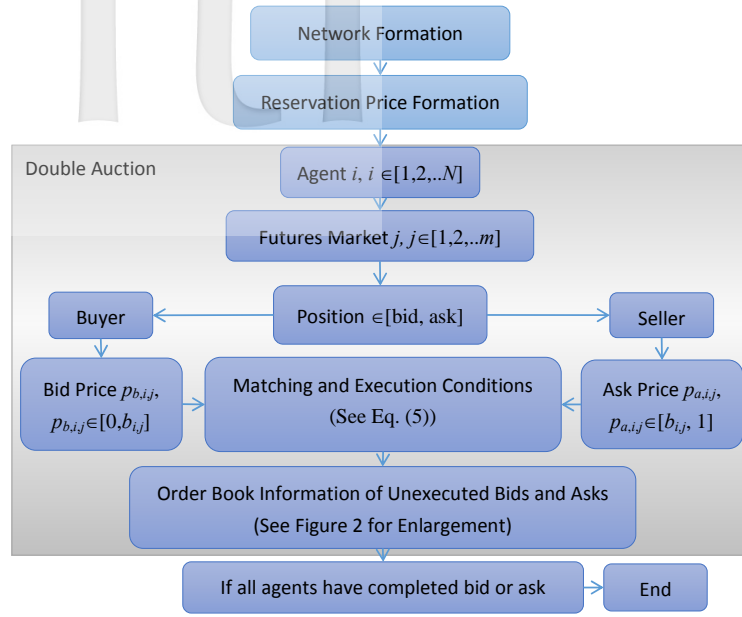 Network Formation
Reservation Price Formation
Double Auction
Agent i, i ∈[1,2,..N]
Futures Market j, j∈[1,2,..m]
Buyer
Position ∈[bid, ask]
Seller
Bid Price p_{b,i,j},
p_{b,i,j}∈[0,b_{i,j}]
Matching and Execution Conditions
(See Eq. (5))
Ask Price p_{a,i,j},
p_{a,i,j}∈[b_{i,j}, 1]
Order Book Information of Unexecuted Bids and Asks
(See Figure 2 for Enlargement)
If all agents have completed bid or ask
End